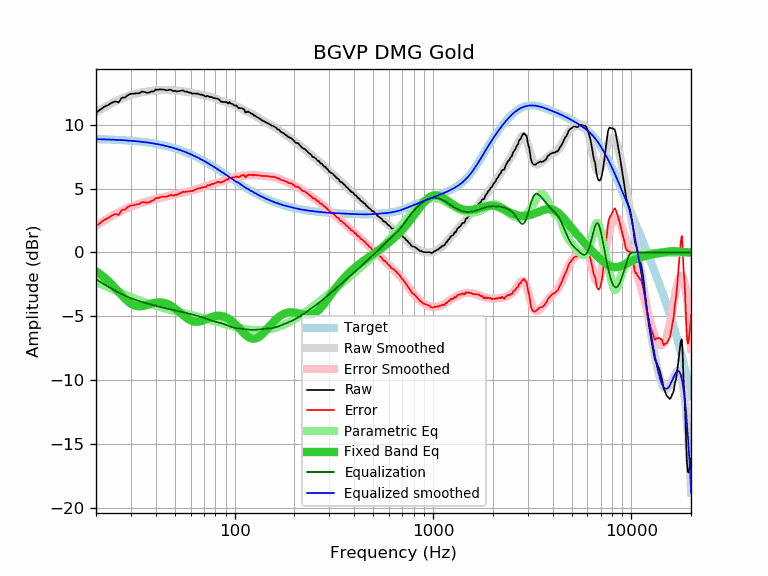 BGVP DMG Gold
10
5
0
−5
−10
−15
−20
Amplitude (dBr)
Target
Raw Smoothed
Error Smoothed
Raw
Error
Parametric Eq
Fixed Band Eq
Equalization
Equalized smoothed
100
1000
10000
Frequency (Hz)